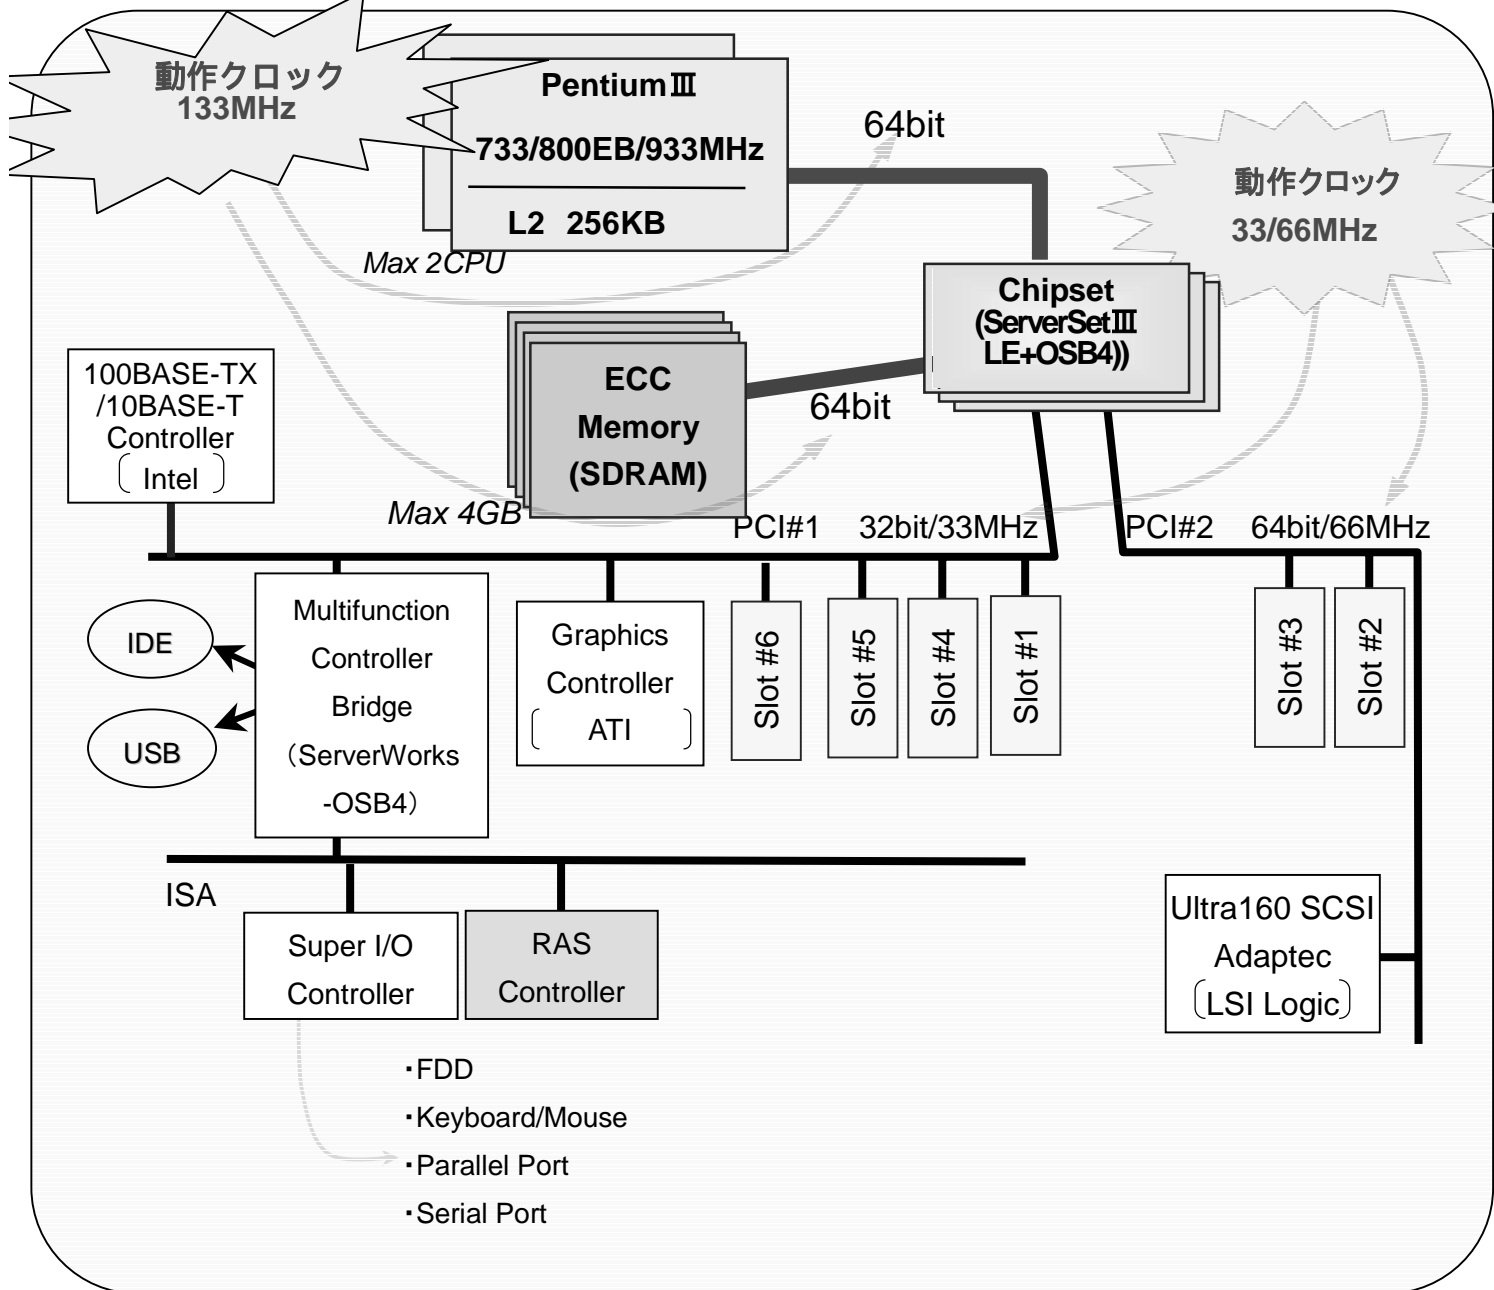 動作クロック
133MHz
PentiumⅢ
733/800EB/933MHz
L2 256KB
Max 2CPU
64bit
動作クロック
33/66MHz
Chipset
(ServerSetⅢ
LE+OSB4))
100BASE-TX
/10BASE-T
Controller
〔 Intel 〕
ECC
Memory
(SDRAM)
Max 4GB
64bit
PCI#1 32bit/33MHz
PCI#2 64bit/66MHz
IDE
USB
Multifunction
Controller
Bridge
（ServerWorks
-OSB4）
Graphics
Controller
〔 ATI 〕
Slot #6
Slot #5
Slot #4
Slot #1
Slot #3
Slot #2
ISA
Super I/O
Controller
RAS
Controller
Ultra160 SCSI
Adaptec
〔LSI Logic〕
・FDD
・Keyboard/Mouse
・Parallel Port
・Serial Port